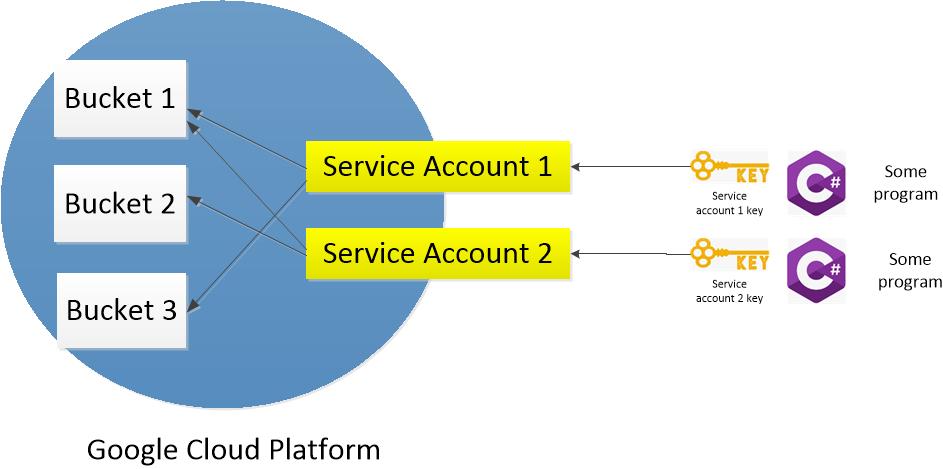 Bucket 1
Service Account 1
KEY
Service
account 1 key
C#
Some
program
Bucket 2
Service Account 2
KEY
Service
account 2 key
C#
Some
program
Bucket 3
Google Cloud Platform